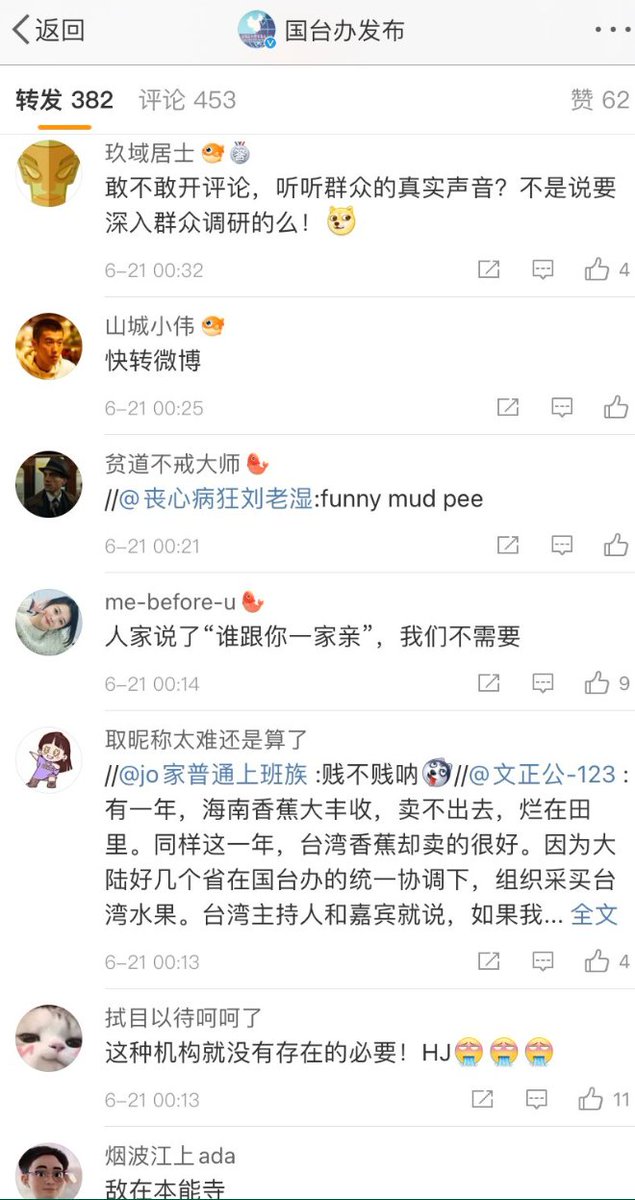 返回
国台办发布
转发 382 评论 453 赞 62
玖域居士
敢不敢开评论，听听群众的真实声音？不是说要
深入群众调研的么！
6-21 00:32 4
山城小伟
快转微博
6-21 00:25
贫道不戒大师
//@丧心病狂刘老湿:funny mud pee
6-21 00:21
me-before-u
人家说了“谁跟你一家亲”，我们不需要
6-21 00:14 9
取昵称太难还是算了
//@jo家普通上班族 :贱不贱呐//@文正公-123 :
有一年，海南香蕉大丰收，卖不出去，烂在田
里。同样这一年，台湾香蕉却卖的很好。因为大
陆好几个省在国台办的统一协调下，组织采买台
湾水果。台湾主持人和嘉宾就说，如果我... 全文
6-21 00:13 4
拭目以待呵呵了
这种机构就没有存在的必要！HJ
6-21 00:13 11
烟波江上ada
敌在本能寺